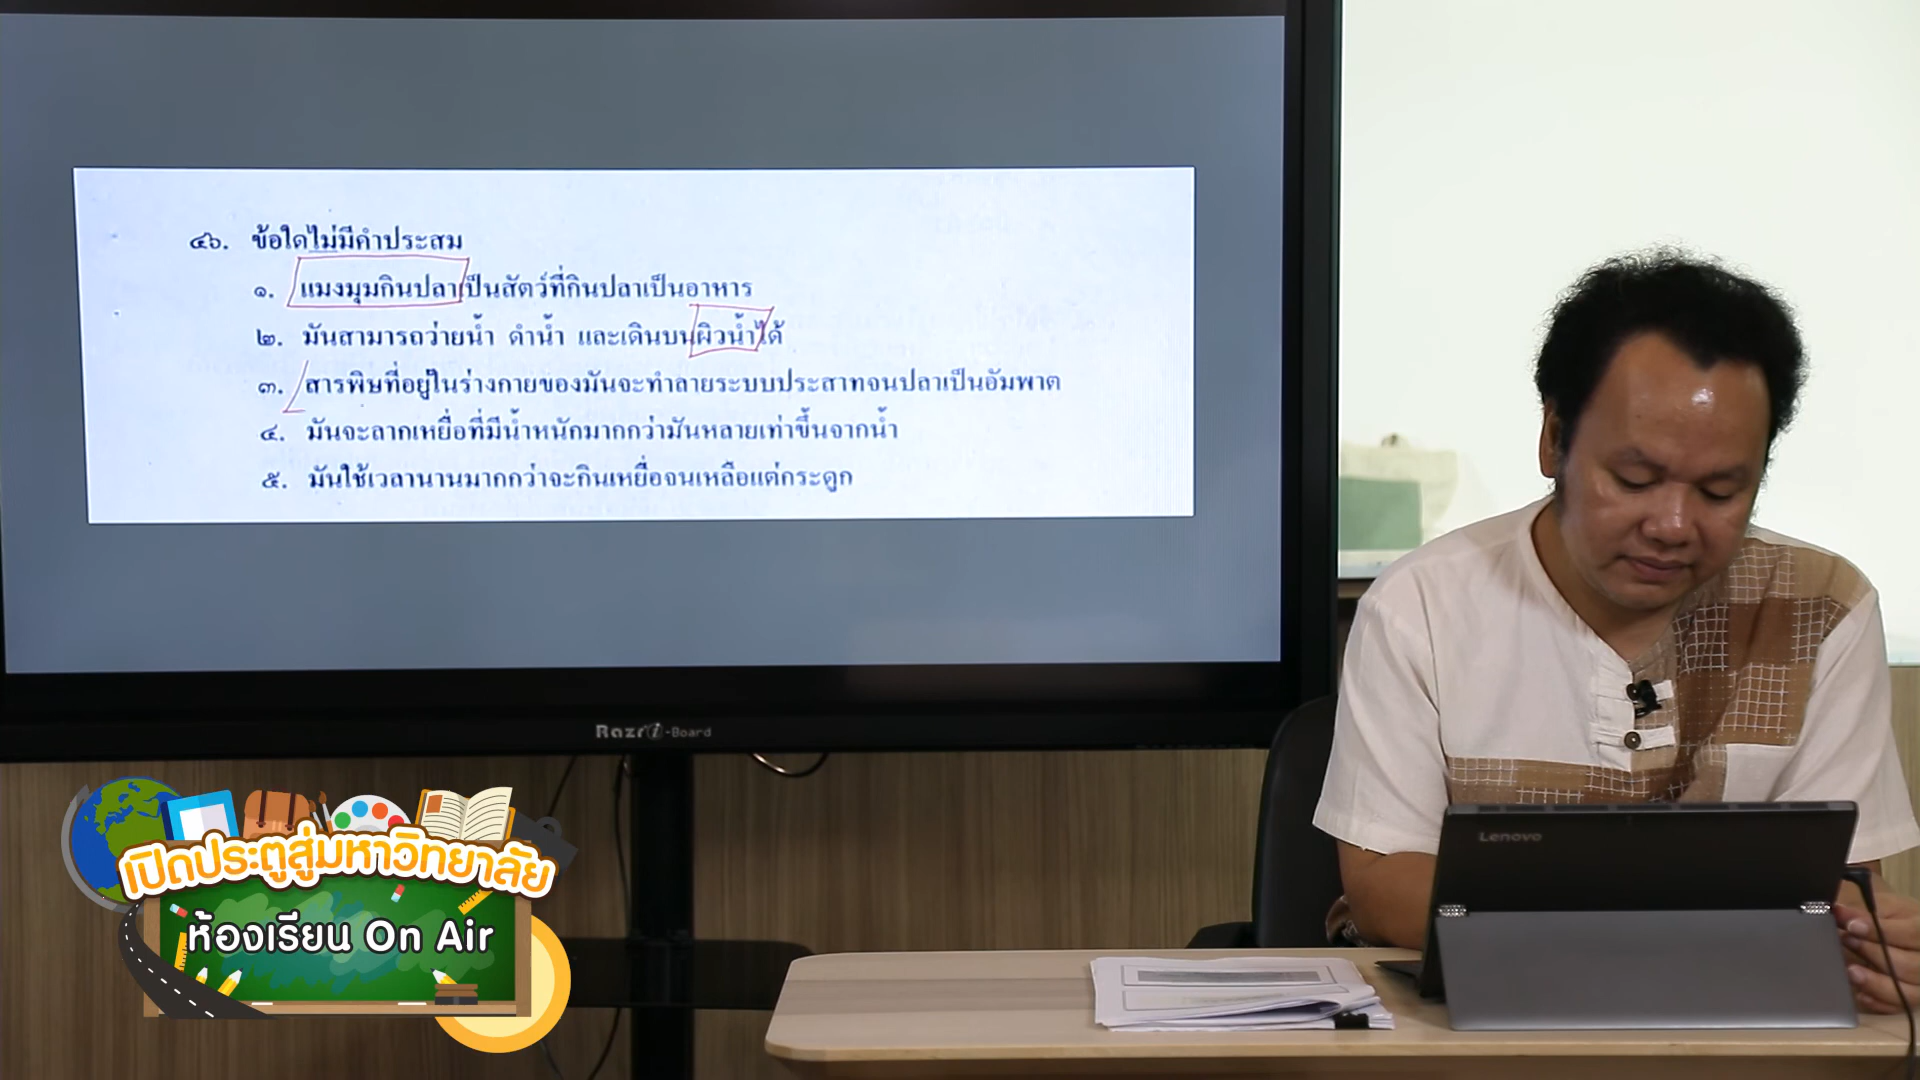 ๔๖. ข้อใดไม่มีคำประสม
๑. แมงมุมกินปลาเป็นสัตว์ที่กินปลาเป็นอาหาร
๒. มันสามารถว่ายน้ำ ดำน้ำ และเดินบนผิวน้ำได้
๓. สารพิษที่อยู่ในร่างกายของมันจะทำลายระบบประสาทจนปลาเป็นอัมพาต
๔. มันจะลากเหยื่อที่มีน้ำหนักมากกว่ามันหลายเท่าขึ้นจากน้ำ
๕. มันใช้เวลานานมากกว่าจะกินเหยื่อจนเหลือแต่กระดูก
Razr i-Board
Lenovo
เปิดประตูสู่มหาวิทยาลัย
ห้องเรียน On Air